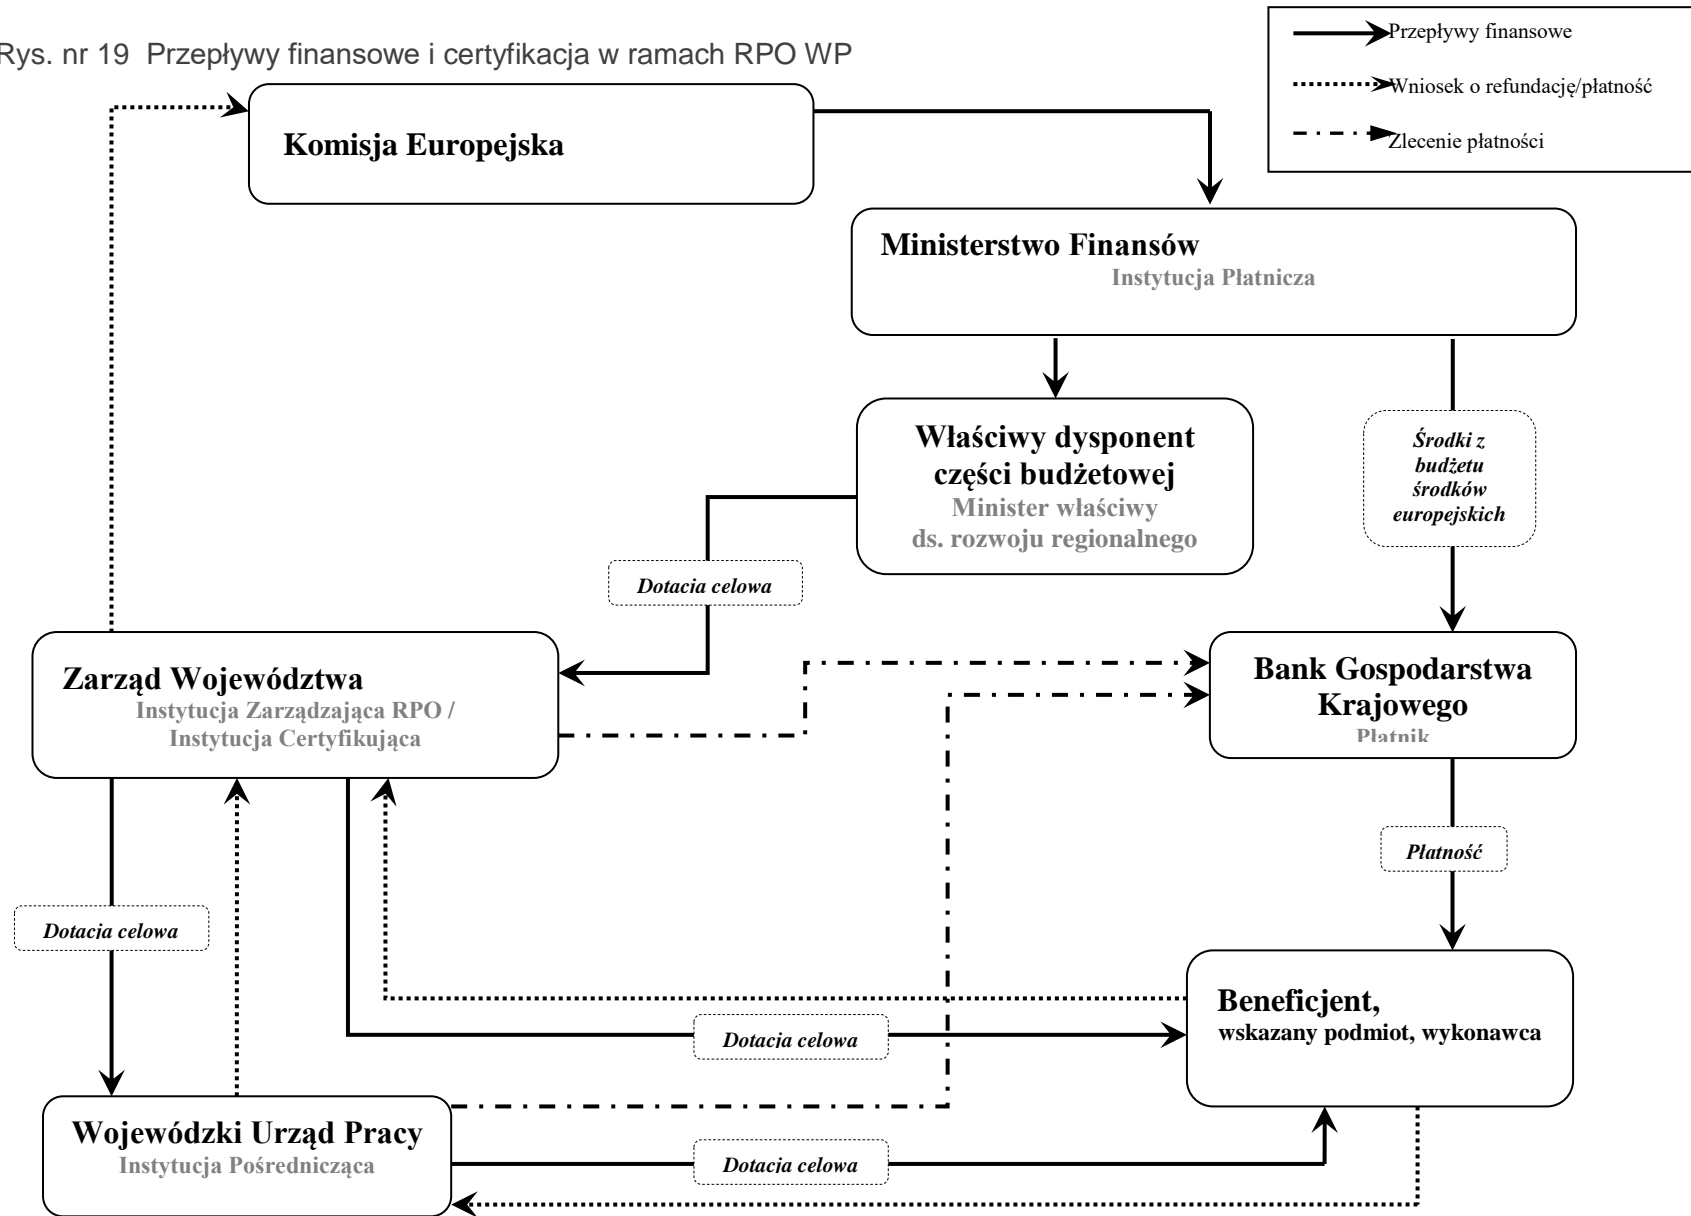 Rys. nr 19  Przepływy finansowe i certyfikacja w ramach RPO WP
Przepływy finansowe
Wniosek o refundację/płatność
Zlecenie płatności
Komisja Europejska
Ministerstwo Finansów
Instytucja Płatnicza
Właściwy dysponent
części budżetowej
Minister właściwy
ds. rozwoju regionalnego
Środki z
budżetu
środków
europejskich
Dotacja celowa
Zarząd Województwa
Instytucja Zarządzająca RPO /
Instytucja Certyfikująca
Bank Gospodarstwa
Krajowego
Płatnik
Płatność
Dotacja celowa
Beneficjent,
wskazany podmiot, wykonawca
Dotacja celowa
Wojewódzki Urząd Pracy
Instytucja Pośrednicząca
Dotacja celowa